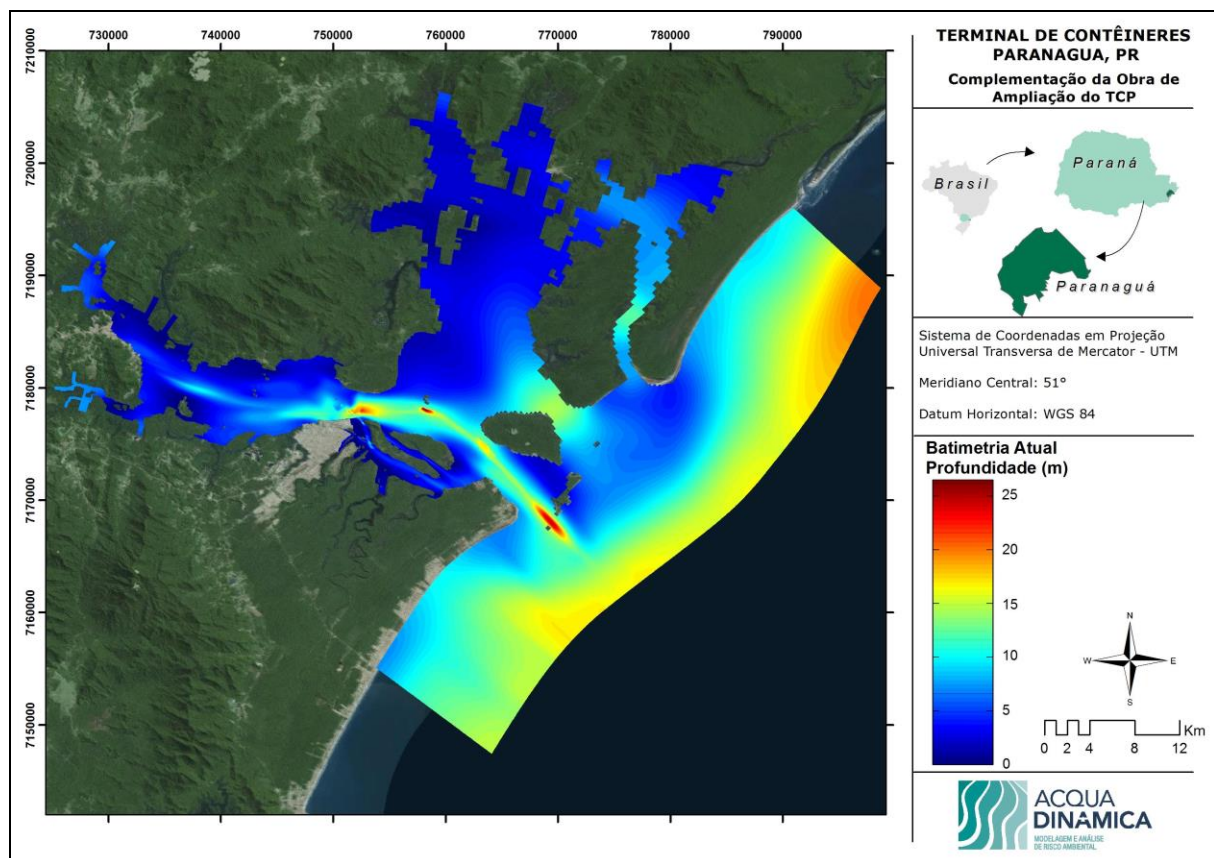 730000 740000 750000 760000 770000 780000 790000
7210000
7200000
7190000
7180000
7170000
7160000
7150000
TERMINAL DE CONTÊINERES
PARANAGUA, PR
Complementação da Obra de
Ampliação do TCP
Brasil
Paraná
Paranaguá
Sistema de Coordenadas em Projeção
Universal Transversa de Mercator - UTM
Meridiano Central: 51°
Datum Horizontal: WGS 84
Batimetria Atual
Profundidade (m)
25
20
15
10
5
0
N
W E
S
Km
0 2 4 8 12
ACQUA
DINÂMICA
MODELAGEM E ANÁLISE
DE RISCO AMBIENTAL